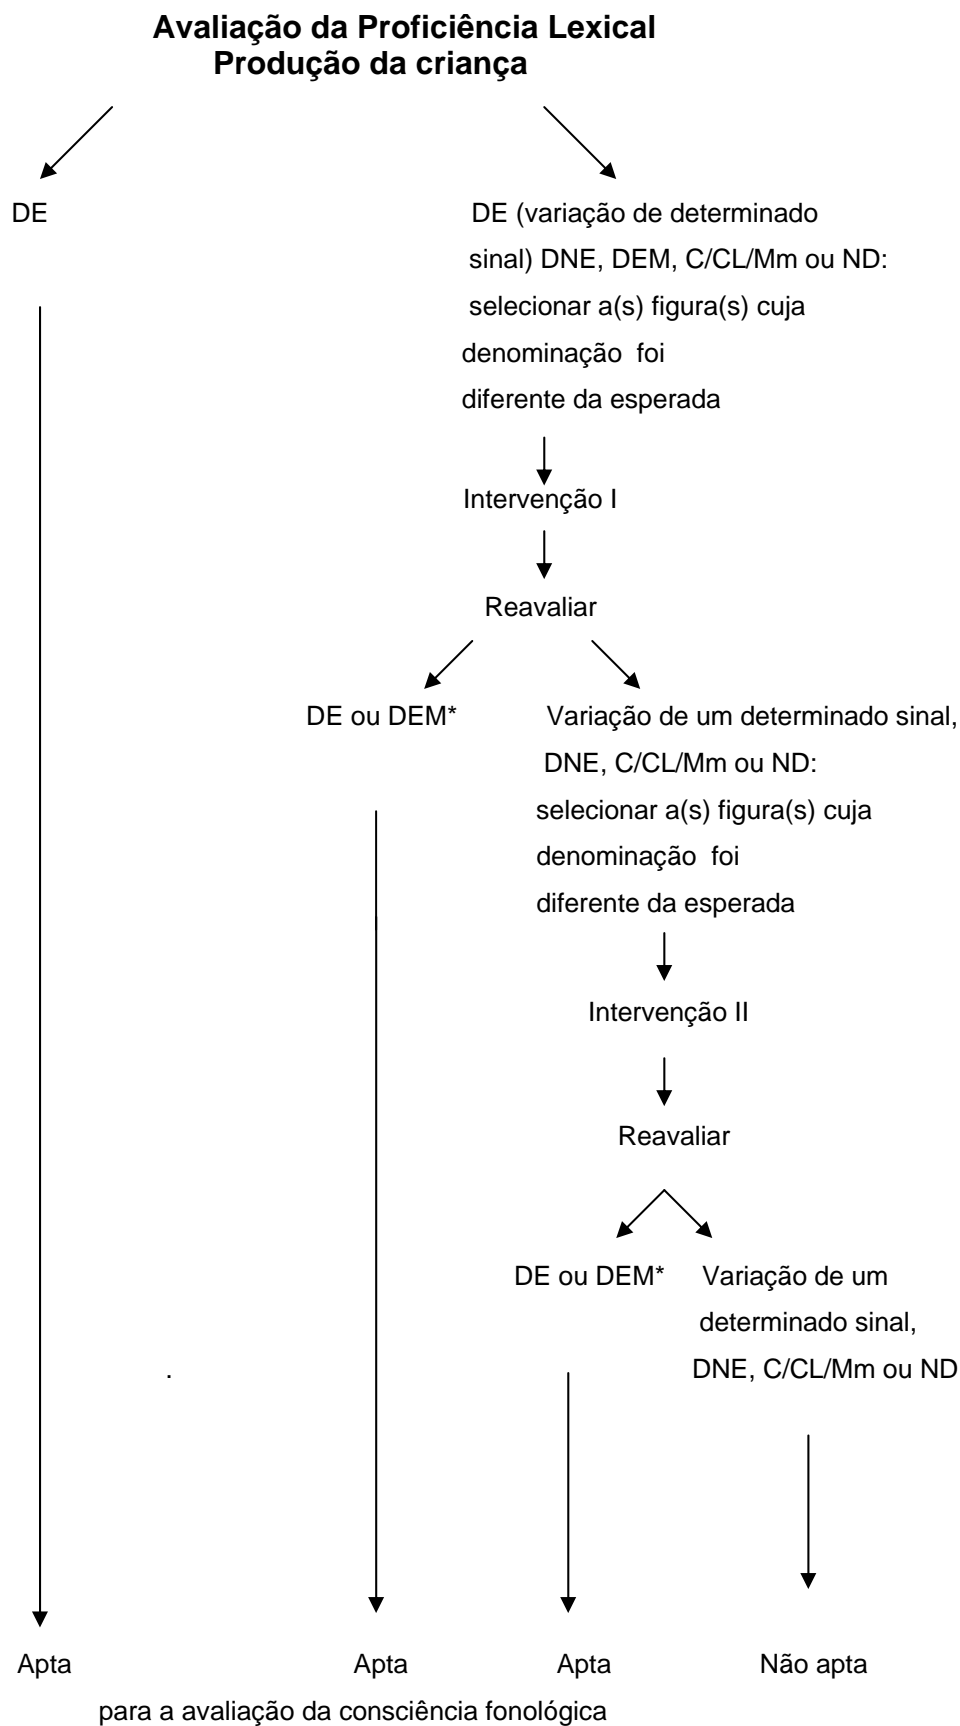 Avaliação da Proficiência Lexical
Produção da criança
DE
DE (variação de determinado
sinal) DNE, DEM, C/CL/Mm ou ND:
selecionar a(s) figura(s) cuja
denominação foi
diferente da esperada
Intervenção I
Reavaliar
DE ou DEM*
Variação de um determinado sinal,
DNE, C/CL/Mm ou ND:
selecionar a(s) figura(s) cuja
denominação foi
diferente da esperada
Intervenção II
Reavaliar
DE ou DEM*
Variação de um
determinado sinal,
DNE, C/CL/Mm ou ND
.
Apta Apta Apta Não apta
para a avaliação da consciência fonológica